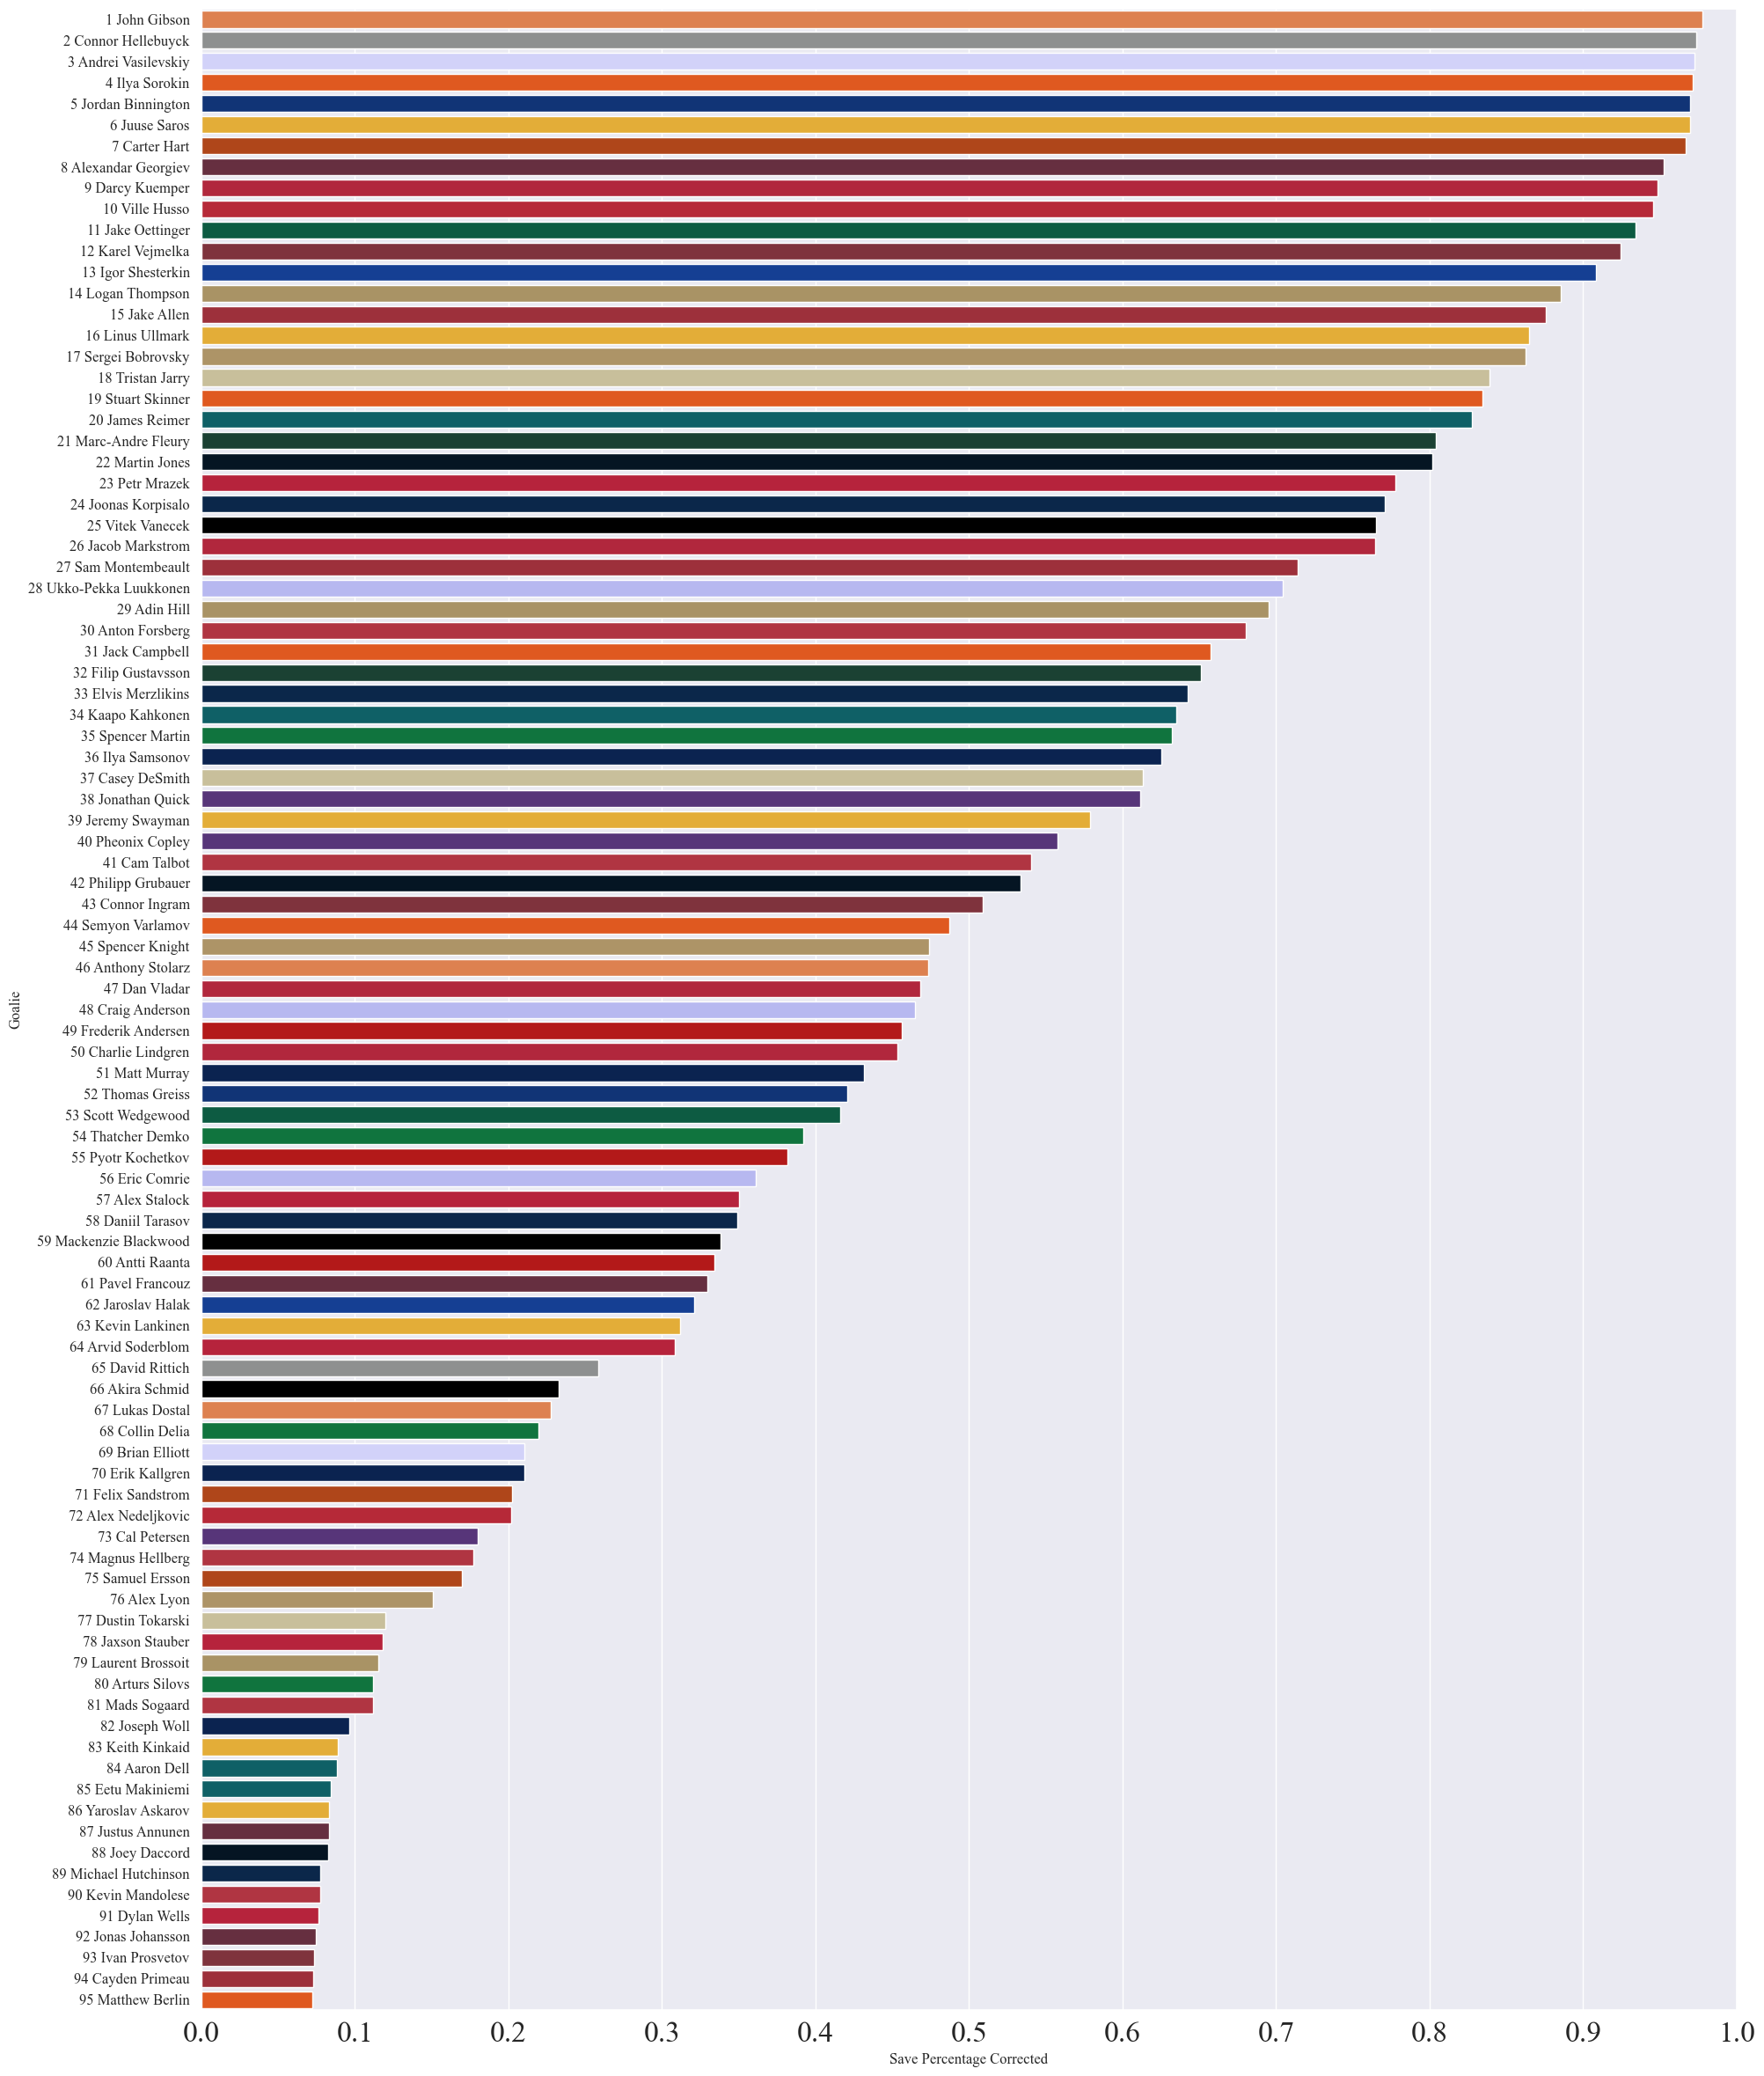 1 John Gibson
2 Connor Hellebuyck
3 Andrei Vasilevskiy
4 Ilya Sorokin
5 Jordan Binnington
6 Juuse Saros
7 Carter Hart
8 Alexandar Georgiev
9 Darcy Kuemper
10 Ville Husso
11 Jake Oettinger
12 Karel Vejmelka
13 Igor Shesterkin
14 Logan Thompson
15 Jake Allen
16 Linus Ullmark
17 Sergei Bobrovsky
18 Tristan Jarry
19 Stuart Skinner
20 James Reimer
21 Marc-Andre Fleury
22 Martin Jones
23 Petr Mrazek
24 Joonas Korpisalo
25 Vitek Vanecek
26 Jacob Markstrom
27 Sam Montembeault
28 Ukko-Pekka Luukkonen
29 Adin Hill
30 Anton Forsberg
31 Jack Campbell
32 Filip Gustavsson
33 Elvis Merzlikins
34 Kaapo Kahkonen
35 Spencer Martin
36 Ilya Samsonov
37 Casey DeSmith
38 Jonathan Quick
39 Jeremy Swayman
40 Pheonix Copley
41 Cam Talbot
42 Philipp Grubauer
43 Connor Ingram
44 Semyon Varlamov
45 Spencer Knight
46 Anthony Stolarz
47 Dan Vladar
48 Craig Anderson
49 Frederik Andersen
50 Charlie Lindgren
51 Matt Murray
52 Thomas Greiss
53 Scott Wedgewood
54 Thatcher Demko
55 Pyotr Kochetkov
56 Eric Comrie
57 Alex Stalock
58 Daniil Tarasov
59 Mackenzie Blackwood
60 Antti Raanta
61 Pavel Francouz
62 Jaroslav Halak
63 Kevin Lankinen
64 Arvid Soderblom
65 David Rittich
66 Akira Schmid
67 Lukas Dostal
68 Collin Delia
69 Brian Elliott
70 Erik Kallgren
71 Felix Sandstrom
72 Alex Nedeljkovic
73 Cal Petersen
74 Magnus Hellberg
75 Samuel Ersson
76 Alex Lyon
77 Dustin Tokarski
78 Jaxson Stauber
79 Laurent Brossoit
80 Arturs Silovs
81 Mads Sogaard
82 Joseph Woll
83 Keith Kinkaid
84 Aaron Dell
85 Eetu Makiniemi
86 Yaroslav Askarov
87 Justus Annunen
88 Joey Daccord
89 Michael Hutchinson
90 Kevin Mandolese
91 Dylan Wells
92 Jonas Johansson
93 Ivan Prosvetov
94 Cayden Primeau
95 Matthew Berlin
Goalie
0.0 0.1 0.2 0.3 0.4 0.5 0.6 0.7 0.8 0.9 1.0
Save Percentage Corrected